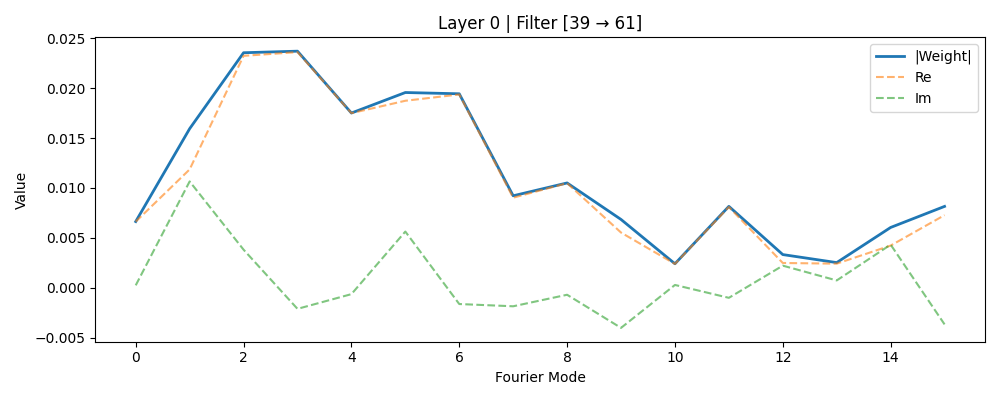 Layer 0 | Filter [39 → 61]
Value
0.025
0.020
0.015
0.010
0.005
0.000
−0.005
|Weight|
Re
Im
0 2 4 6 8 10 12 14
Fourier Mode